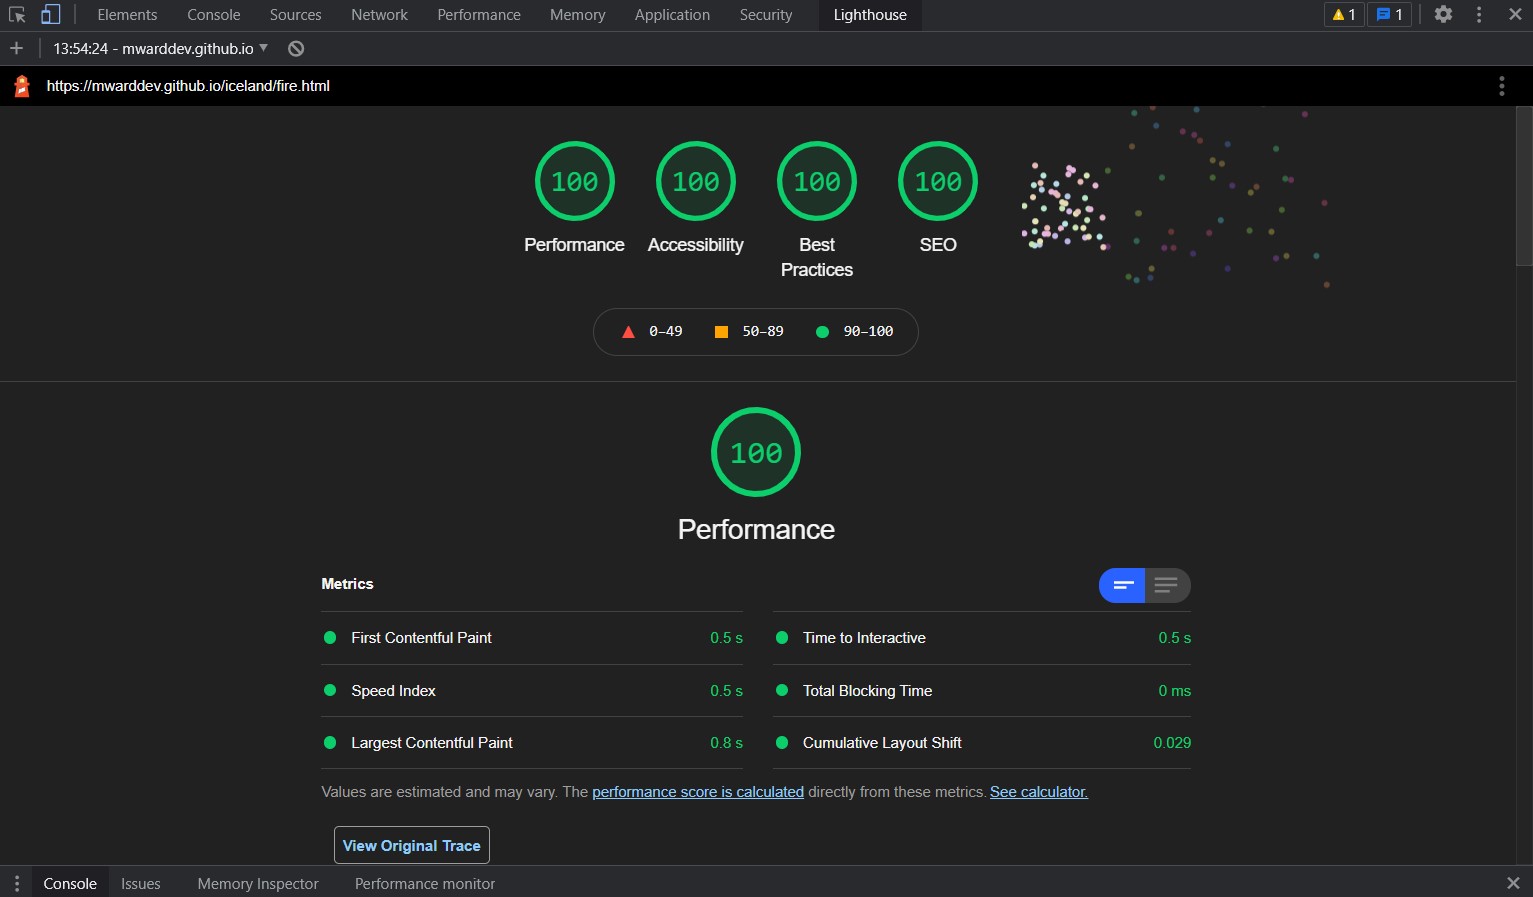 Elements Console Sources Network Performance Memory Application Security Lighthouse 1 1
13:54:24 - mwarddev.github.io
https://mwarddev.github.io/iceland/fire.html
100 100 100 100
Performance Accessibility Best Practices SEO
0–49 50–89 90–100
100
Performance
Metrics
First Contentful Paint 0.5 s Time to Interactive 0.5 s
Speed Index 0.5 s Total Blocking Time 0 ms
Largest Contentful Paint 0.8 s Cumulative Layout Shift 0.029
Values are estimated and may vary. The performance score is calculated directly from these metrics. See calculator.
View Original Trace
Console Issues Memory Inspector Performance monitor